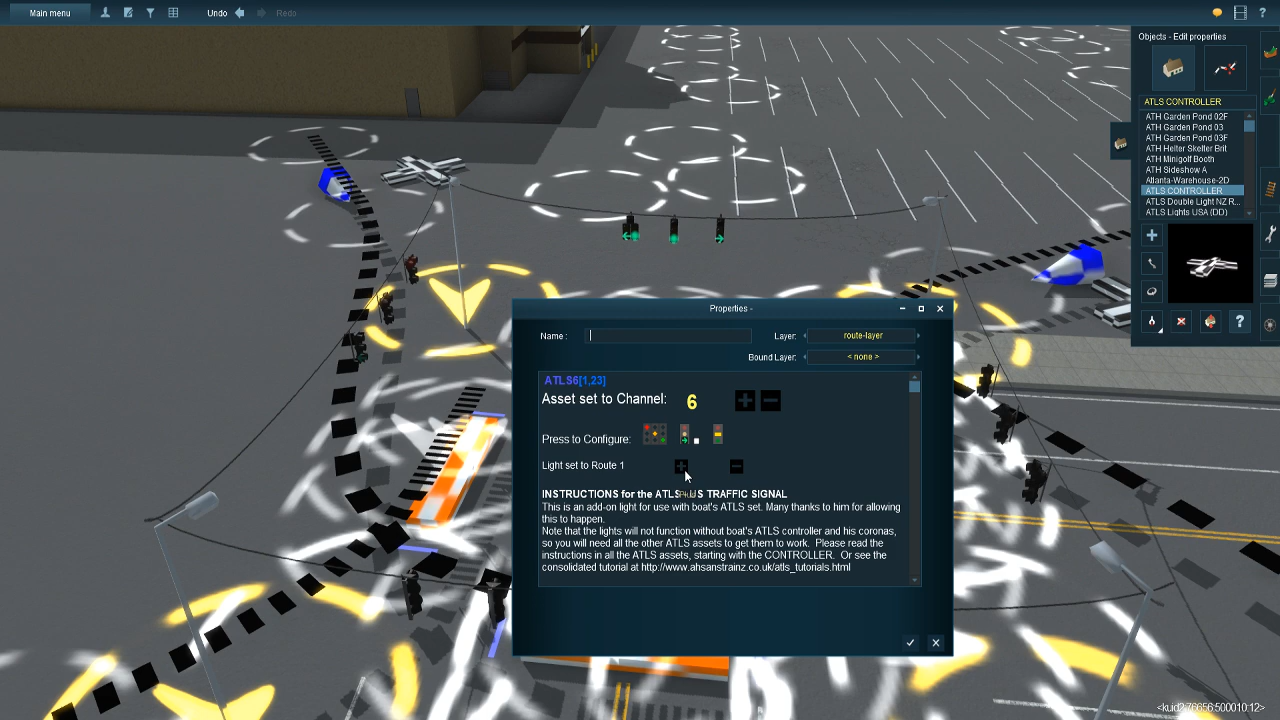 Main menu
Undo
Redo
Objects - Edit properties
ATLS CONTROLLER
ATH Garden Pond 02F
ATH Garden Pond 03
ATH Garden Pond 03F
ATH Helter Skelter Brit
ATH Minigolf Booth
ATH Sideshow A
Atlanta-Warehouse-2D
ATLS CONTROLLER
ATLS Double Light NZ R...
ATLS Lights USA (DD)
Properties -
Name :
Layer:
route-layer
Bound Layer:
< none >
ATLS6[1,23]
Asset set to Channel:
6
Press to Configure:
Light set to Route 1
INSTRUCTIONS for the TRAFFIC SIGNAL
This is an add-on light for use with boat's ATLS set. Many thanks to him for allowing
this to happen.
Note that the lights will not function without boat's ATLS controller and his coronas,
so you will need all the other ATLS assets to get them to work. Please read the
instructions in all the ATLS assets, starting with the CONTROLLER. Or see the
consolidated tutorial at http://www.ahsanstrainz.co.uk/atls_tutorials.html
<kuid2:76656:500010:12>